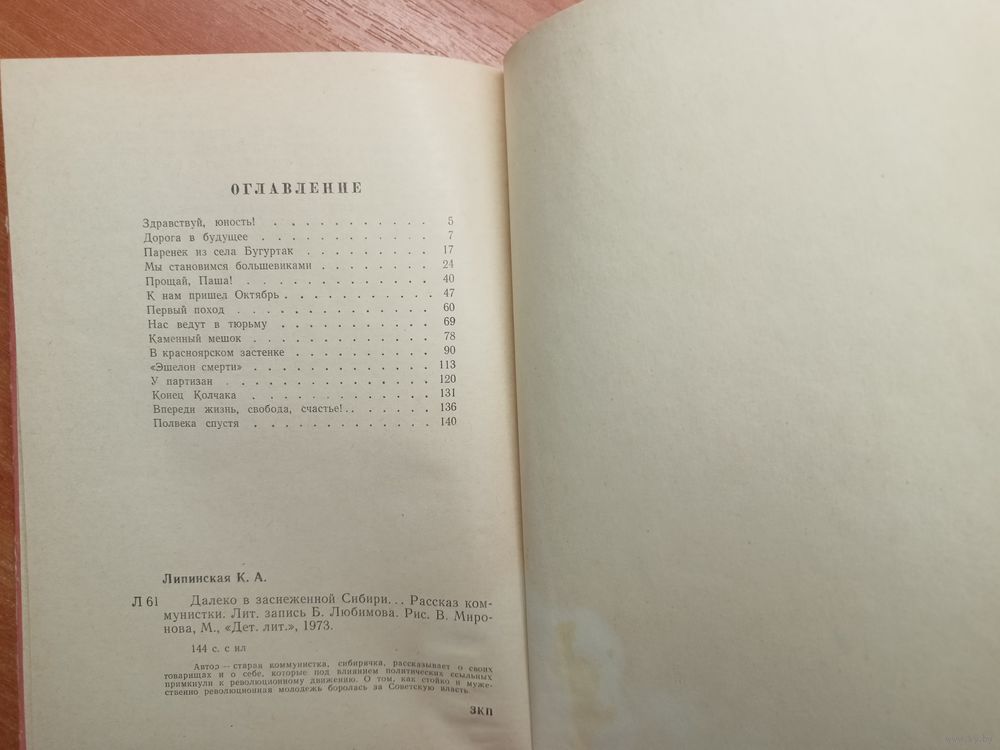 ОГЛАВЛЕНИЕ
Здравствуй, юность! . . . . . . . . . . . 5
Дорога в будущее . . . . . . . . . . . 7
Паренек из села Бугуртак . . . . . . . . . 17
Мы становимся большевиками . . . . . . . . 24
Прощай, Паша! . . . . . . . . . . . . 40
К нам пришел Октябрь . . . . . . . . . . 47
Первый поход . . . . . . . . . . . . 60
Нас ведут в тюрьму . . . . . . . . . . 69
Каменный мешок . . . . . . . . . . . 78
В красноярском застенке . . . . . . . . . 90
«Эшелон смерти» . . . . . . . . . . . 113
У партизан . . . . . . . . . . . . . 120
Конец Колчака . . . . . . . . . . . . 131
Впереди жизнь, свобода, счастье! . . . . . . . 136
Полвека спустя . . . . . . . . . . . . 140
Липинская К. А.
Л 61 Далеко в заснеженной Сибири... Рассказ ком-
мунистки. Лит. запись Б. Любимова. Рис. В. Миро-
нова, М., «Дет. лит.», 1973.
144 с. с ил
Автор — старая коммунистка, сибирячка, рассказывает о своих
товарищах и о себе, которые под влиянием политических ссыльных
примкнули к революционному движению. О том, как стойко и муже-
ственно революционная молодежь боролась за Советскую власть.
ЗКП